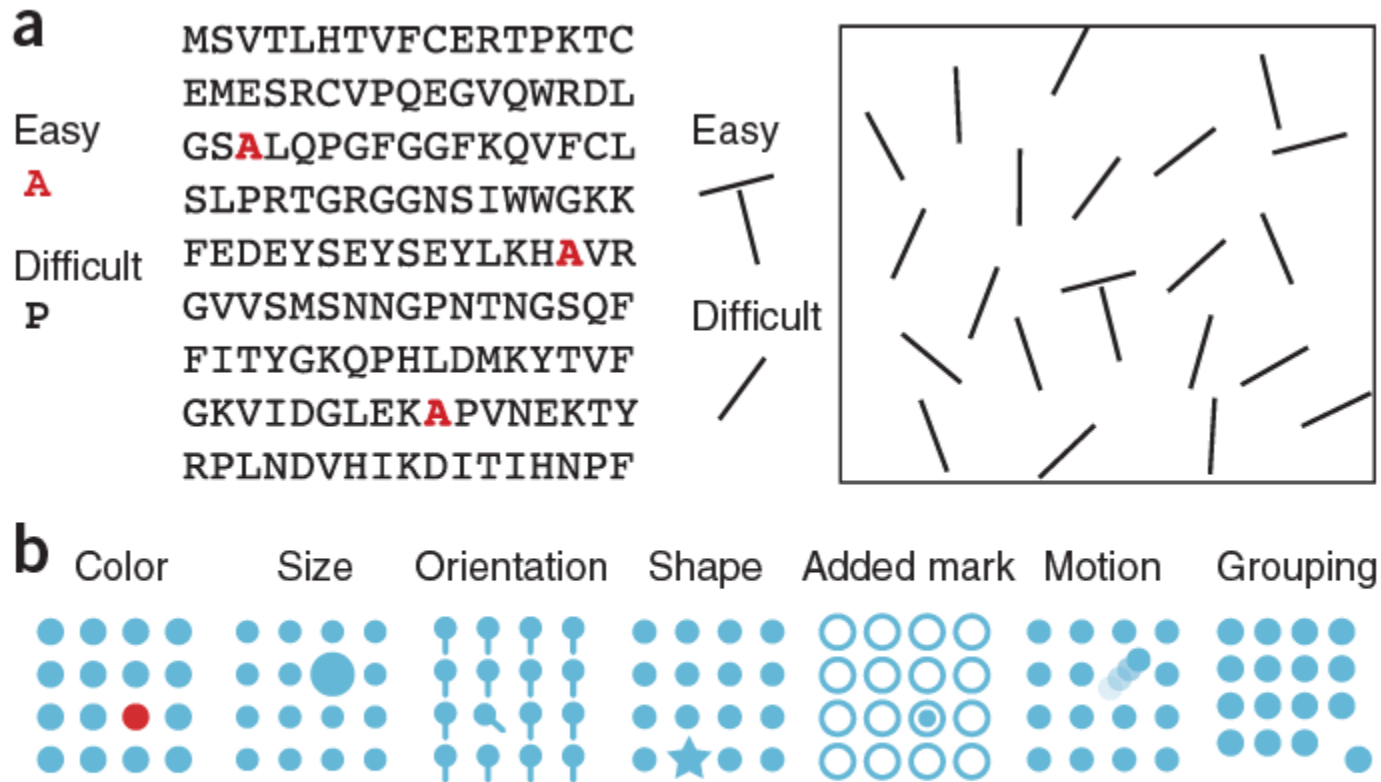 a
Easy
A
Difficult
P
MSVTLHTVFCERTPKTC
EMESRCVPQEGVQWRDL
GSALQPGFGGFKQVFCL
SLPRTGRGGNSIWWGKK
FEDEYSEYSEYLKHAVR
GVVSMSNNGPNTNGSQF
FITYGKQPHLDMKYTVF
GKVIDGLEKAPVNEKTY
RPLNDVHIKDITIHNPF
Easy
Difficult
b
Color Size Orientation Shape Added mark Motion Grouping